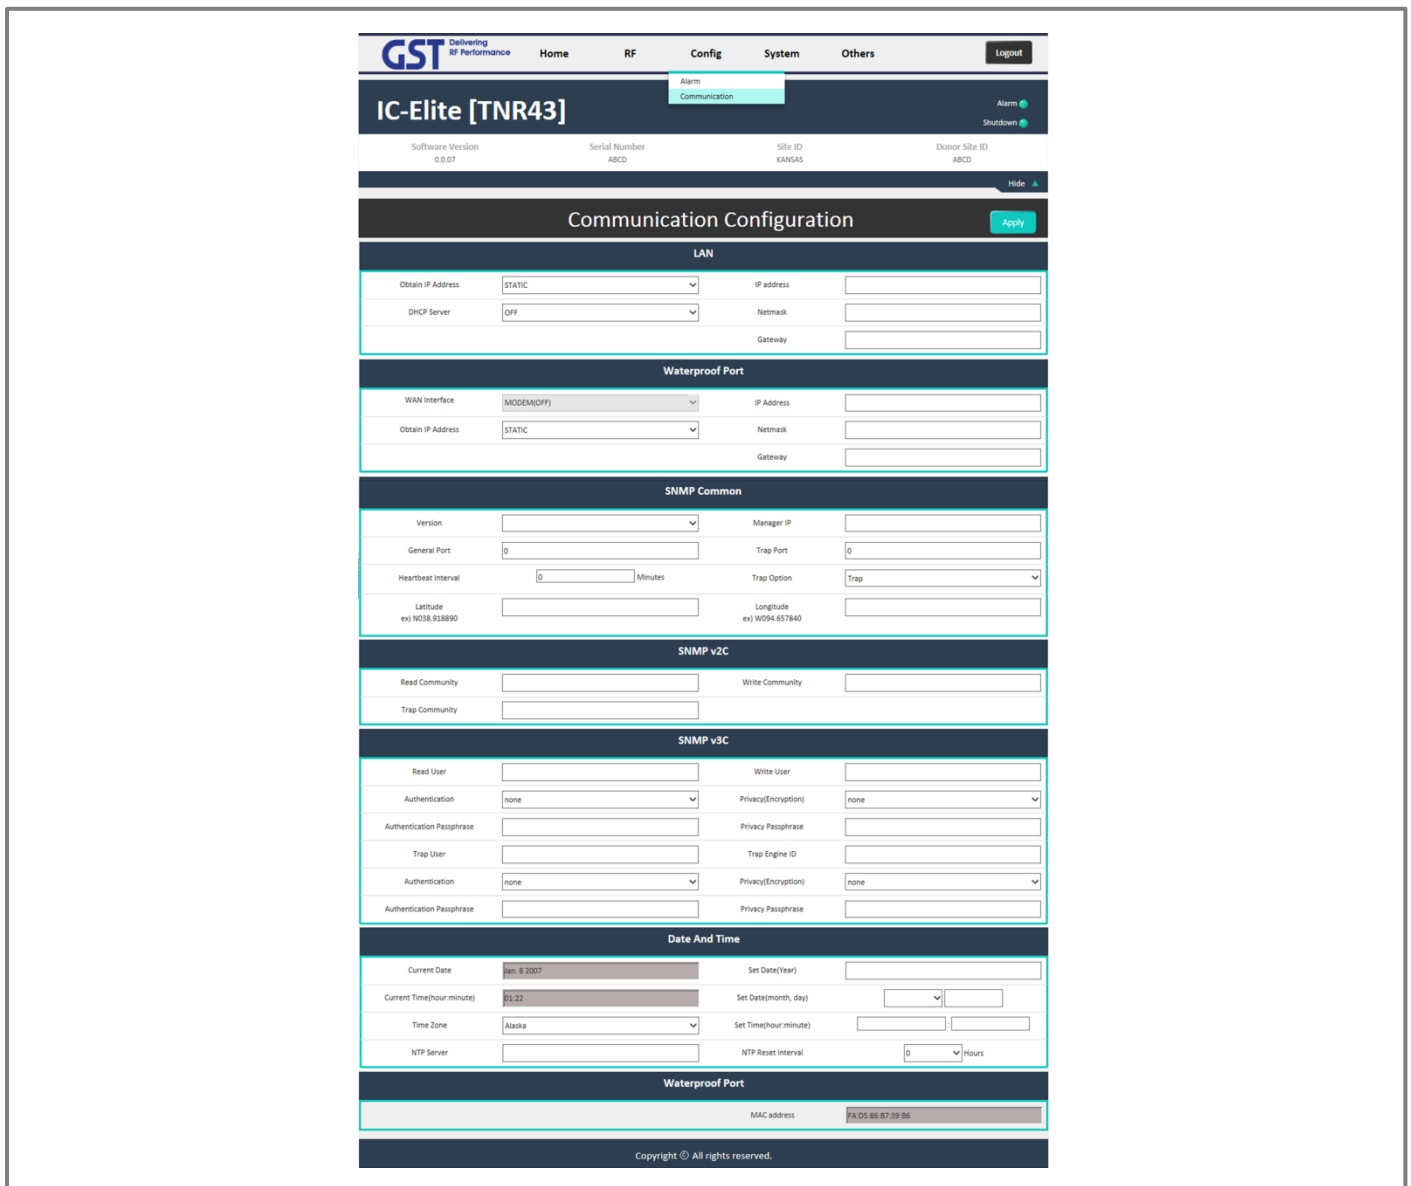 GST Delivering RF Performance
Home RF Config System Others Logout
Alarm
Communication
IC-Elite [TNR43]
Alarm
Shutdown
Software Version Serial Number Site ID Donor Site ID
0.0.07 ABCD KANSAS ABCD
Hide
Communication Configuration Apply
LAN
Obtain IP Address STATIC IP address
DHCP Server OFF Netmask
Gateway
Waterproof Port
WAN Interface MODEM(OFF) IP Address
Obtain IP Address STATIC Netmask
Gateway
SNMP Common
Version Manager IP
General Port 0 Trap Port 0
Heartbeat Interval 0 Minutes Trap Option Trap
Latitude Longitude
ex) N038.918890 ex) W094.657840
SNMP v2C
Read Community Write Community
Trap Community
SNMP v3C
Read User Write User
Authentication none Privacy(Encryption) none
Authentication Passphrase Privacy Passphrase
Trap User Trap Engine ID
Authentication none Privacy(Encryption) none
Authentication Passphrase Privacy Passphrase
Date And Time
Current Date Jan. 8 2007 Set Date(Year)
Current Time(hour:minute) 01:22 Set Date(month, day)
Time Zone Alaska Set Time(hour:minute) :
NTP Server NTP Reset Interval 0 Hours
Waterproof Port
MAC address FA:D5:86:B7:39:B6
Copyright © All rights reserved.